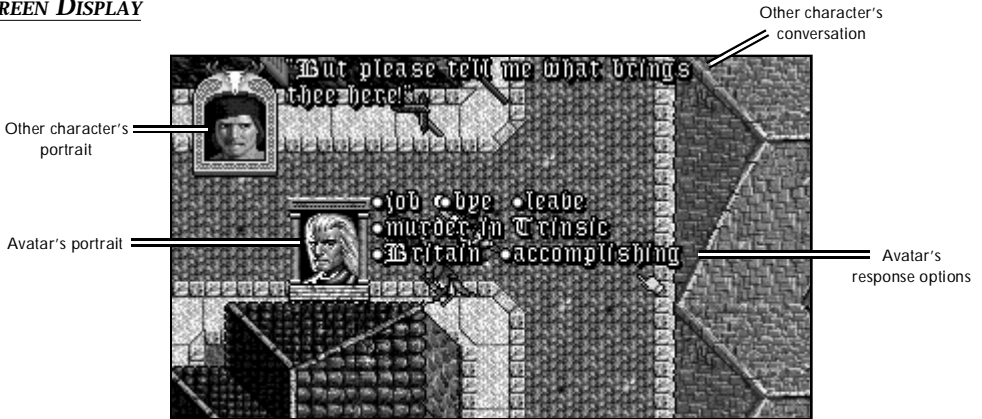 REEN DISPLAY
Other character's
conversation
"But please tell me what brings
thee here!"
Other character's
portrait
•job •bye •leave
•murder in Trinsic
•Britain •accomplishing
Avatar's portrait
Avatar's
response options